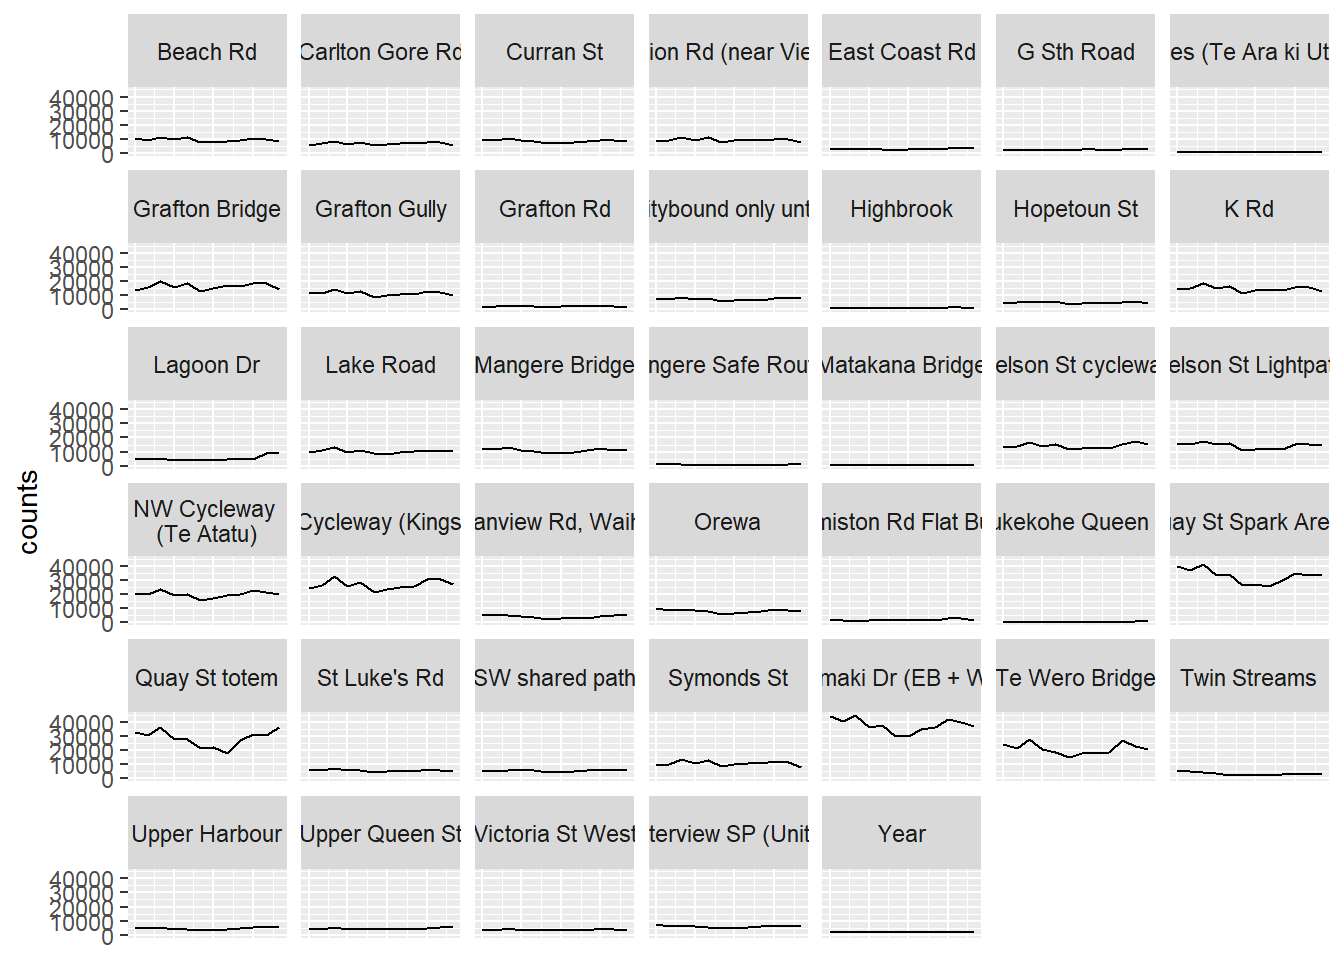 Beach Rd
Carlton Gore Rd
Curran St
ion Rd (near Vie
East Coast Rd
G Sth Road
es (Te Ara ki Ut
40000
30000
20000
10000
0
Grafton Bridge
Grafton Gully
Grafton Rd
itybound only unt
Highbrook
Hopetoun St
K Rd
40000
30000
20000
10000
0
Lagoon Dr
Lake Road
Mangere Bridge
ngere Safe Rout
Matakana Bridge
elson St cyclewa
elson St Lightpat
40000
30000
20000
10000
0
counts
NW Cycleway
(Te Atatu)
Cycleway (Kings
anview Rd, Waih
Orewa
miston Rd Flat Bu
ukekohe Queen
uay St Spark Are
40000
30000
20000
10000
0
Quay St totem
St Luke's Rd
SW shared path
Symonds St
maki Dr (EB + W
Te Wero Bridge
Twin Streams
40000
30000
20000
10000
0
Upper Harbour
Upper Queen St
Victoria St West
terview SP (Unit
Year
40000
30000
20000
10000
0